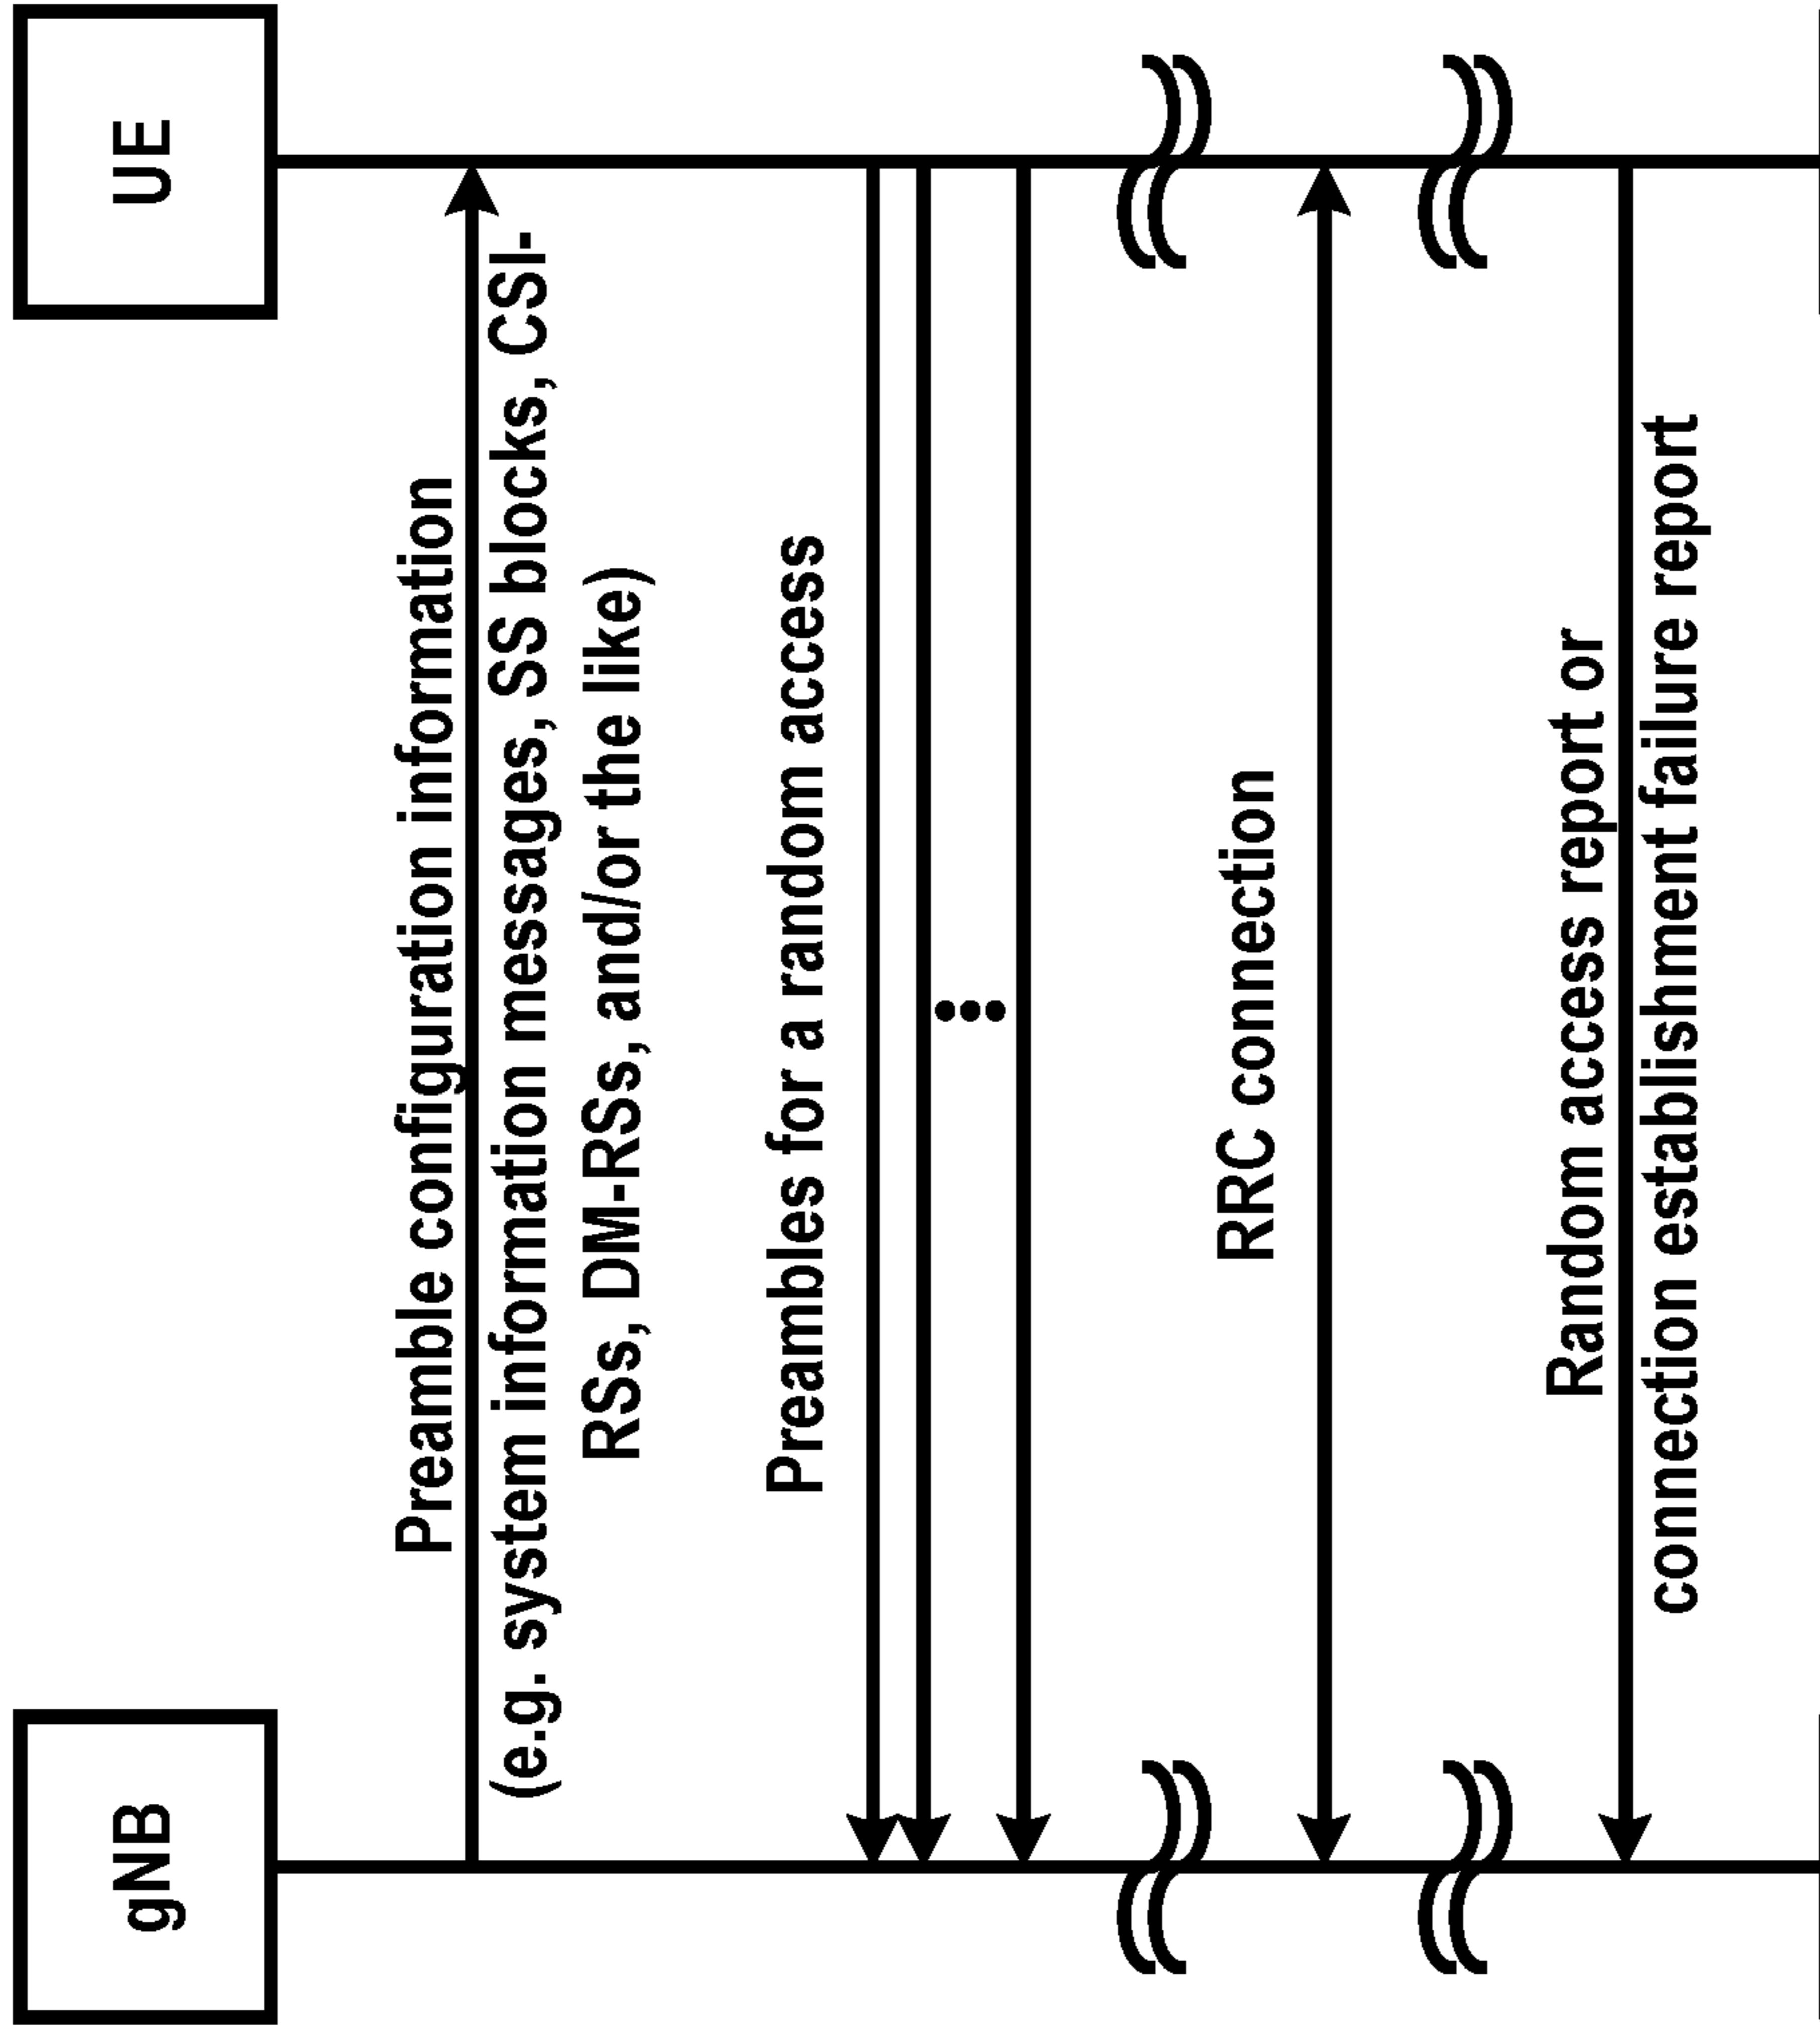 gNB
UE
Preamble configuration information
(e.g. system information messages, SS blocks, CSI-
RSs, DM-RSs, and/or the like)
Preambles for a random access
RRC connection
Random access report or
connection establishment failure report